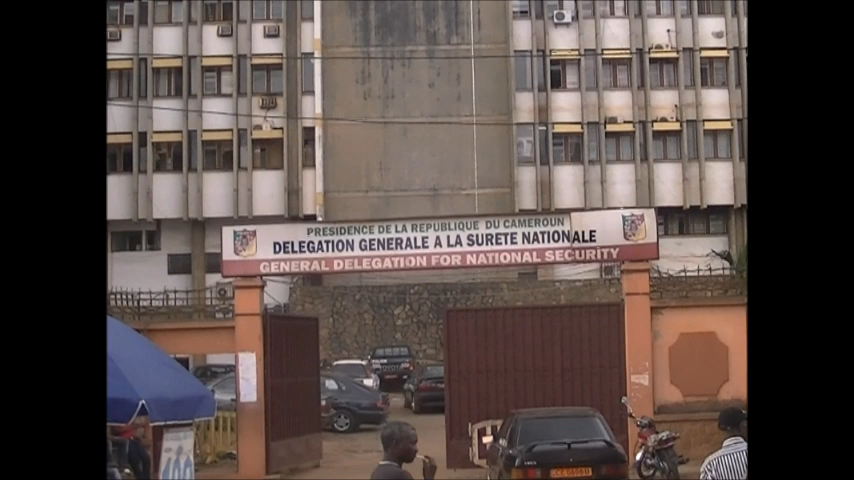 PRESIDENCE DE LA REPUBLIQUE DU CAMEROUN
DELEGATION GENERALE A LA SURETE NATIONALE
GENERAL DELEGATION FOR NATIONAL SECURITY